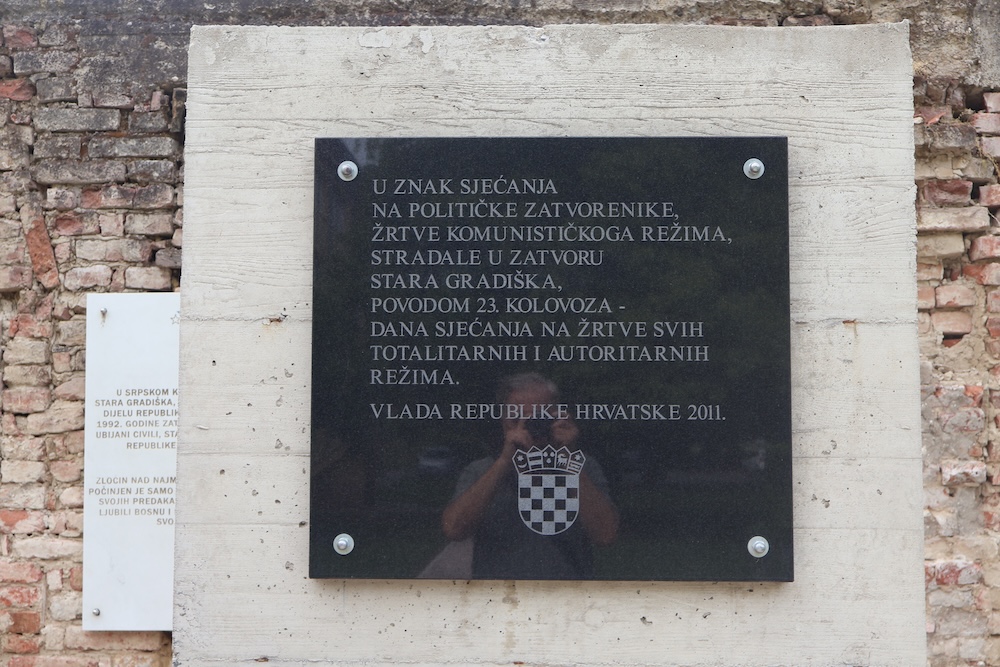 U ZNAK SJEĆANJA
NA POLITIČKE ZATVORENIKE,
ŽRTVE KOMUNISTIČKOGA REŽIMA,
STRADALE U ZATVORU
STARA GRADIŠKA,
POVODOM 23. KOLOVOZA -
DANA SJEĆANJA NA ŽRTVE SVIH
TOTALITARNIH I AUTORITARNIH
REŽIMA.
VLADA REPUBLIKE HRVATSKE 2011.
U SRPSKOM K
STARA GRADIŠKA,
DIJELU REPUBLIK
1992. GODINE ZAT
UBIJANI CIVILI, STA
REPUBLIKE
ZLOČIN NAD NAJM
POČINJEN JE SAMO
SVOJIH PREDAKA
LJUBILI BOSNU I
SVO